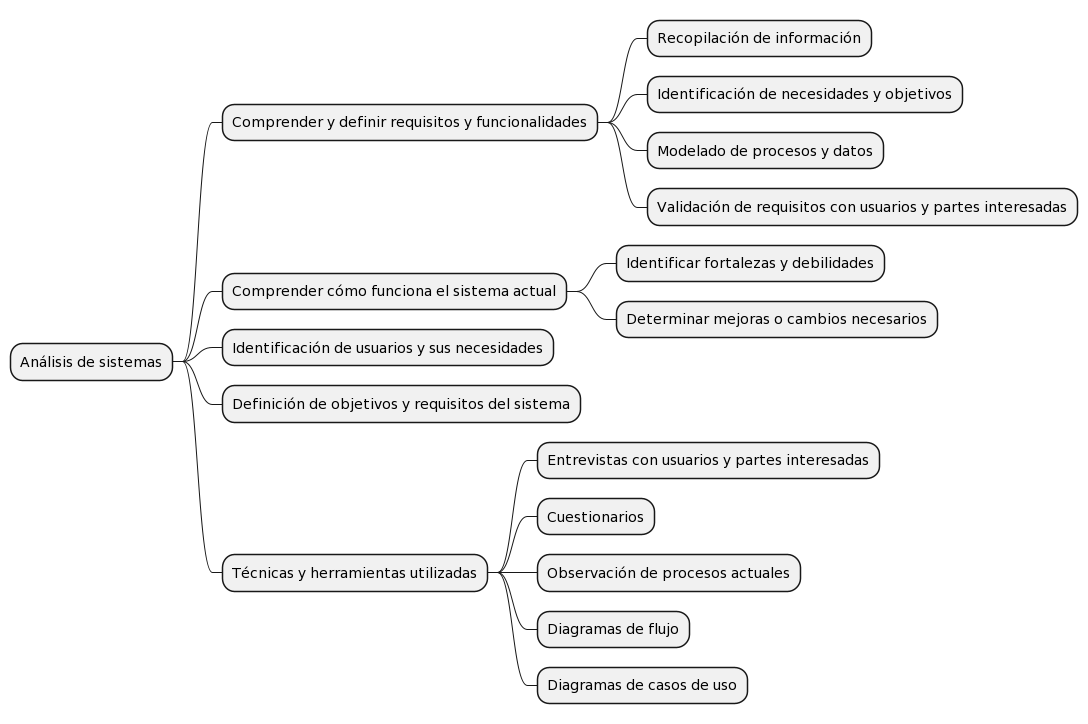 Análisis de sistemas
Comprender y definir requisitos y funcionalidades
Recopilación de información
Identificación de necesidades y objetivos
Modelado de procesos y datos
Validación de requisitos con usuarios y partes interesadas
Comprender cómo funciona el sistema actual
Identificar fortalezas y debilidades
Determinar mejoras o cambios necesarios
Identificación de usuarios y sus necesidades
Definición de objetivos y requisitos del sistema
Técnicas y herramientas utilizadas
Entrevistas con usuarios y partes interesadas
Cuestionarios
Observación de procesos actuales
Diagramas de flujo
Diagramas de casos de uso